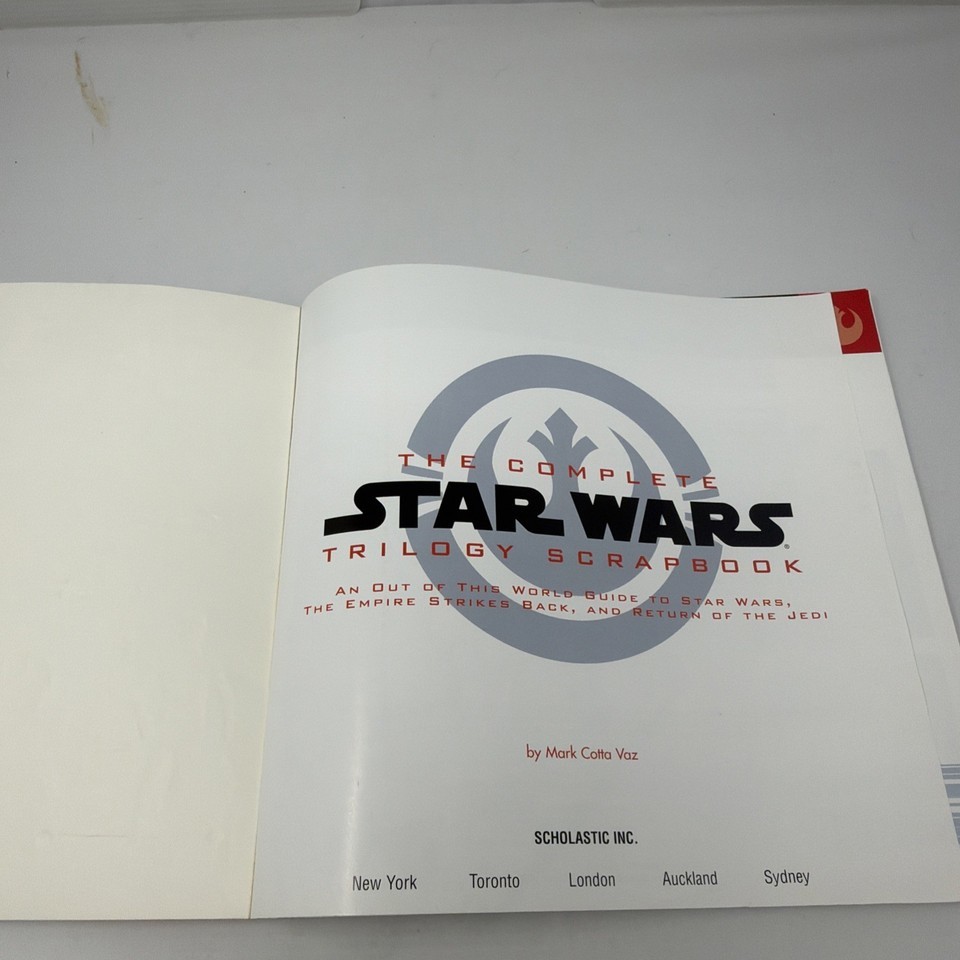 THE COMPLETE
STAR WARS®
TRILOGY SCRAPBOOK
AN OUT OF THIS WORLD GUIDE TO STAR WARS,
THE EMPIRE STRIKES BACK, AND RETURN OF THE JEDI
by Mark Cotta Vaz
SCHOLASTIC INC.
New York Toronto London Auckland Sydney